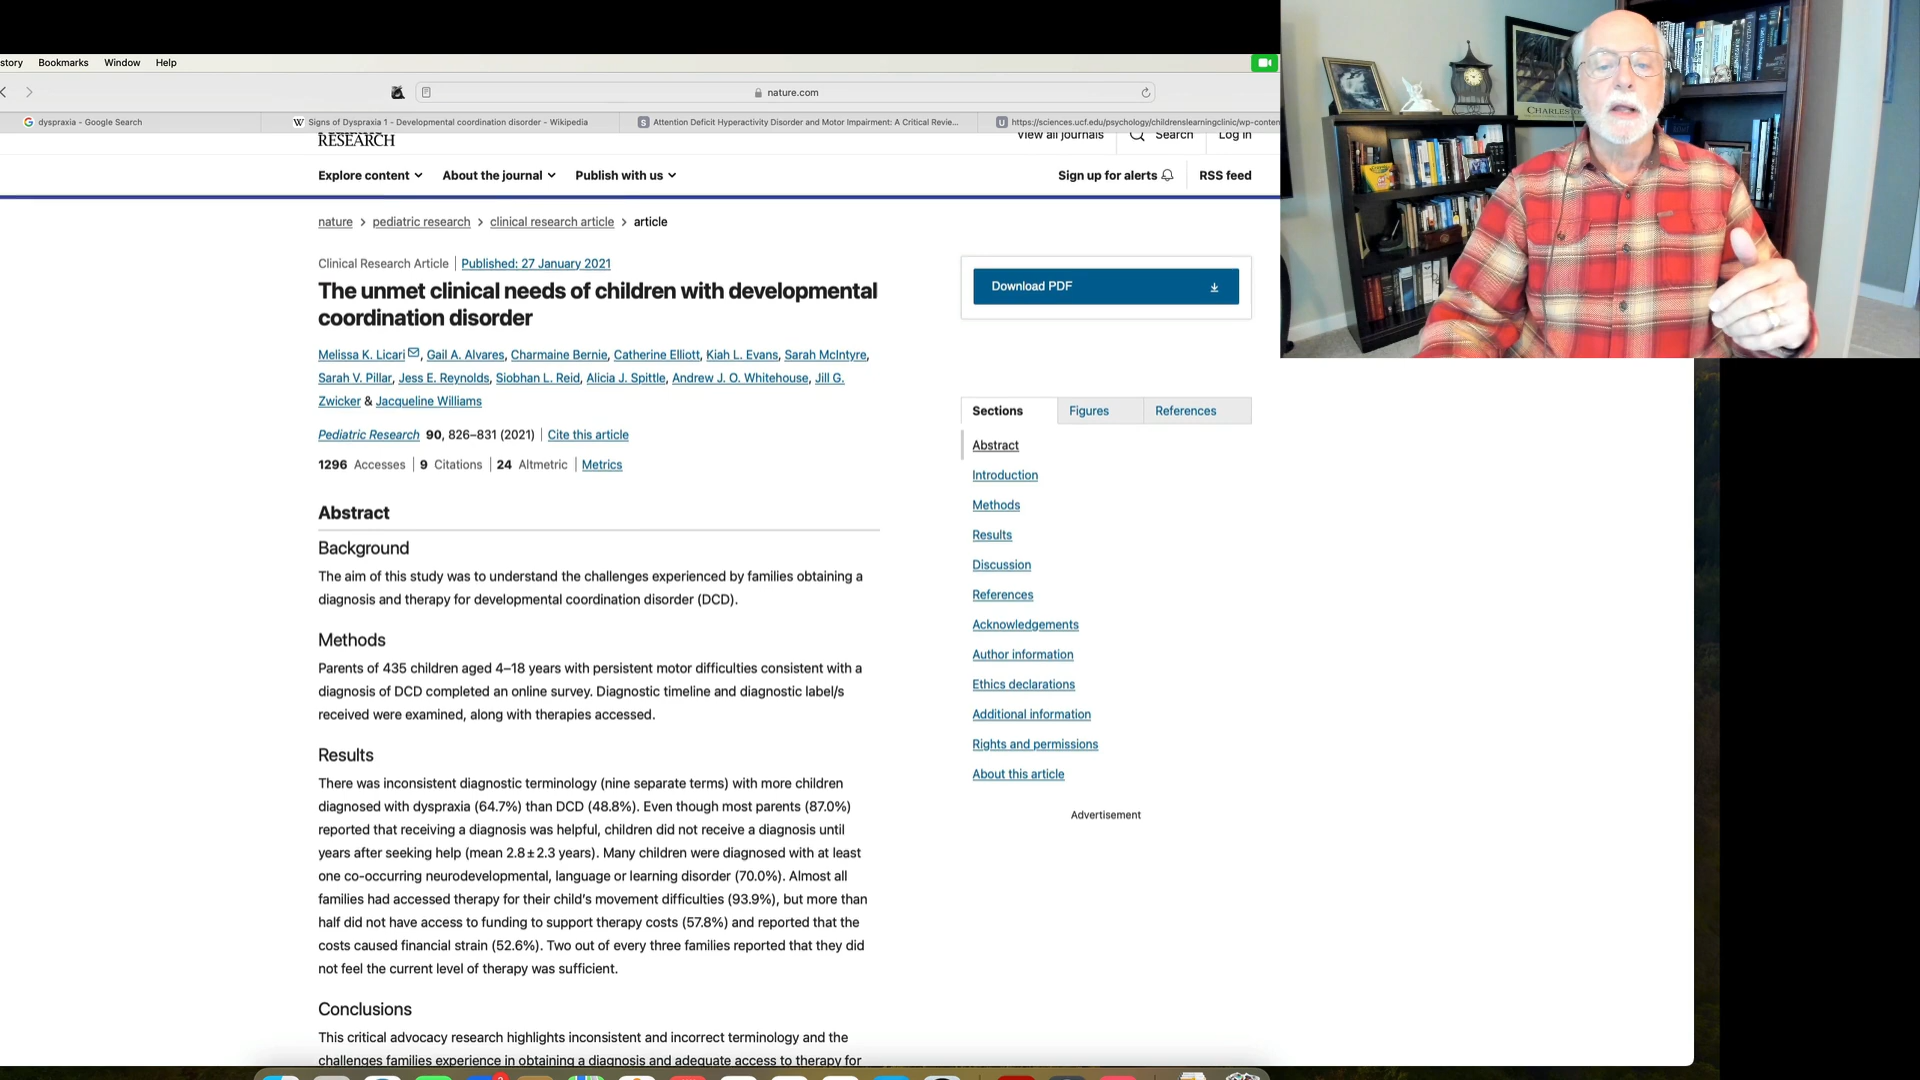 story Bookmarks Window Help
nature.com
dyspraxia - Google Search
Signs of Dyspraxia 1 - Developmental coordination disorder - Wikipedia
Attention Deficit Hyperactivity Disorder and Motor Impairment: A Critical Revie...
https://sciences.ucf.edu/psychology/childrenslearningclinic/wp-conten
RESEARCH
View all journals Search Log in
Explore content About the journal Publish with us
Sign up for alerts RSS feed
nature > pediatric research > clinical research article > article
Clinical Research Article | Published: 27 January 2021
The unmet clinical needs of children with developmental
coordination disorder
Melissa K. Licari, Gail A. Alvares, Charmaine Bernie, Catherine Elliott, Kiah L. Evans, Sarah McIntyre,
Sarah V. Pillar, Jess E. Reynolds, Siobhan L. Reid, Alicia J. Spittle, Andrew J. O. Whitehouse, Jill G.
Zwicker & Jacqueline Williams
Pediatric Research 90, 826–831 (2021) | Cite this article
1296 Accesses | 9 Citations | 24 Altmetric | Metrics
Abstract
Background
The aim of this study was to understand the challenges experienced by families obtaining a
diagnosis and therapy for developmental coordination disorder (DCD).
Methods
Parents of 435 children aged 4–18 years with persistent motor difficulties consistent with a
diagnosis of DCD completed an online survey. Diagnostic timeline and diagnostic label/s
received were examined, along with therapies accessed.
Results
There was inconsistent diagnostic terminology (nine separate terms) with more children
diagnosed with dyspraxia (64.7%) than DCD (48.8%). Even though most parents (87.0%)
reported that receiving a diagnosis was helpful, children did not receive a diagnosis until
years after seeking help (mean 2.8 ± 2.3 years). Many children were diagnosed with at least
one co-occurring neurodevelopmental, language or learning disorder (70.0%). Almost all
families had accessed therapy for their child's movement difficulties (93.9%), but more than
half did not have access to funding to support therapy costs (57.8%) and reported that the
costs caused financial strain (52.6%). Two out of every three families reported that they did
not feel the current level of therapy was sufficient.
Conclusions
This critical advocacy research highlights inconsistent and incorrect terminology and the
challenges families experience in obtaining a diagnosis and adequate access to therapy for
Download PDF
Sections Figures References
Abstract
Introduction
Methods
Results
Discussion
References
Acknowledgements
Author information
Ethics declarations
Additional information
Rights and permissions
About this article
Advertisement
CHARLES